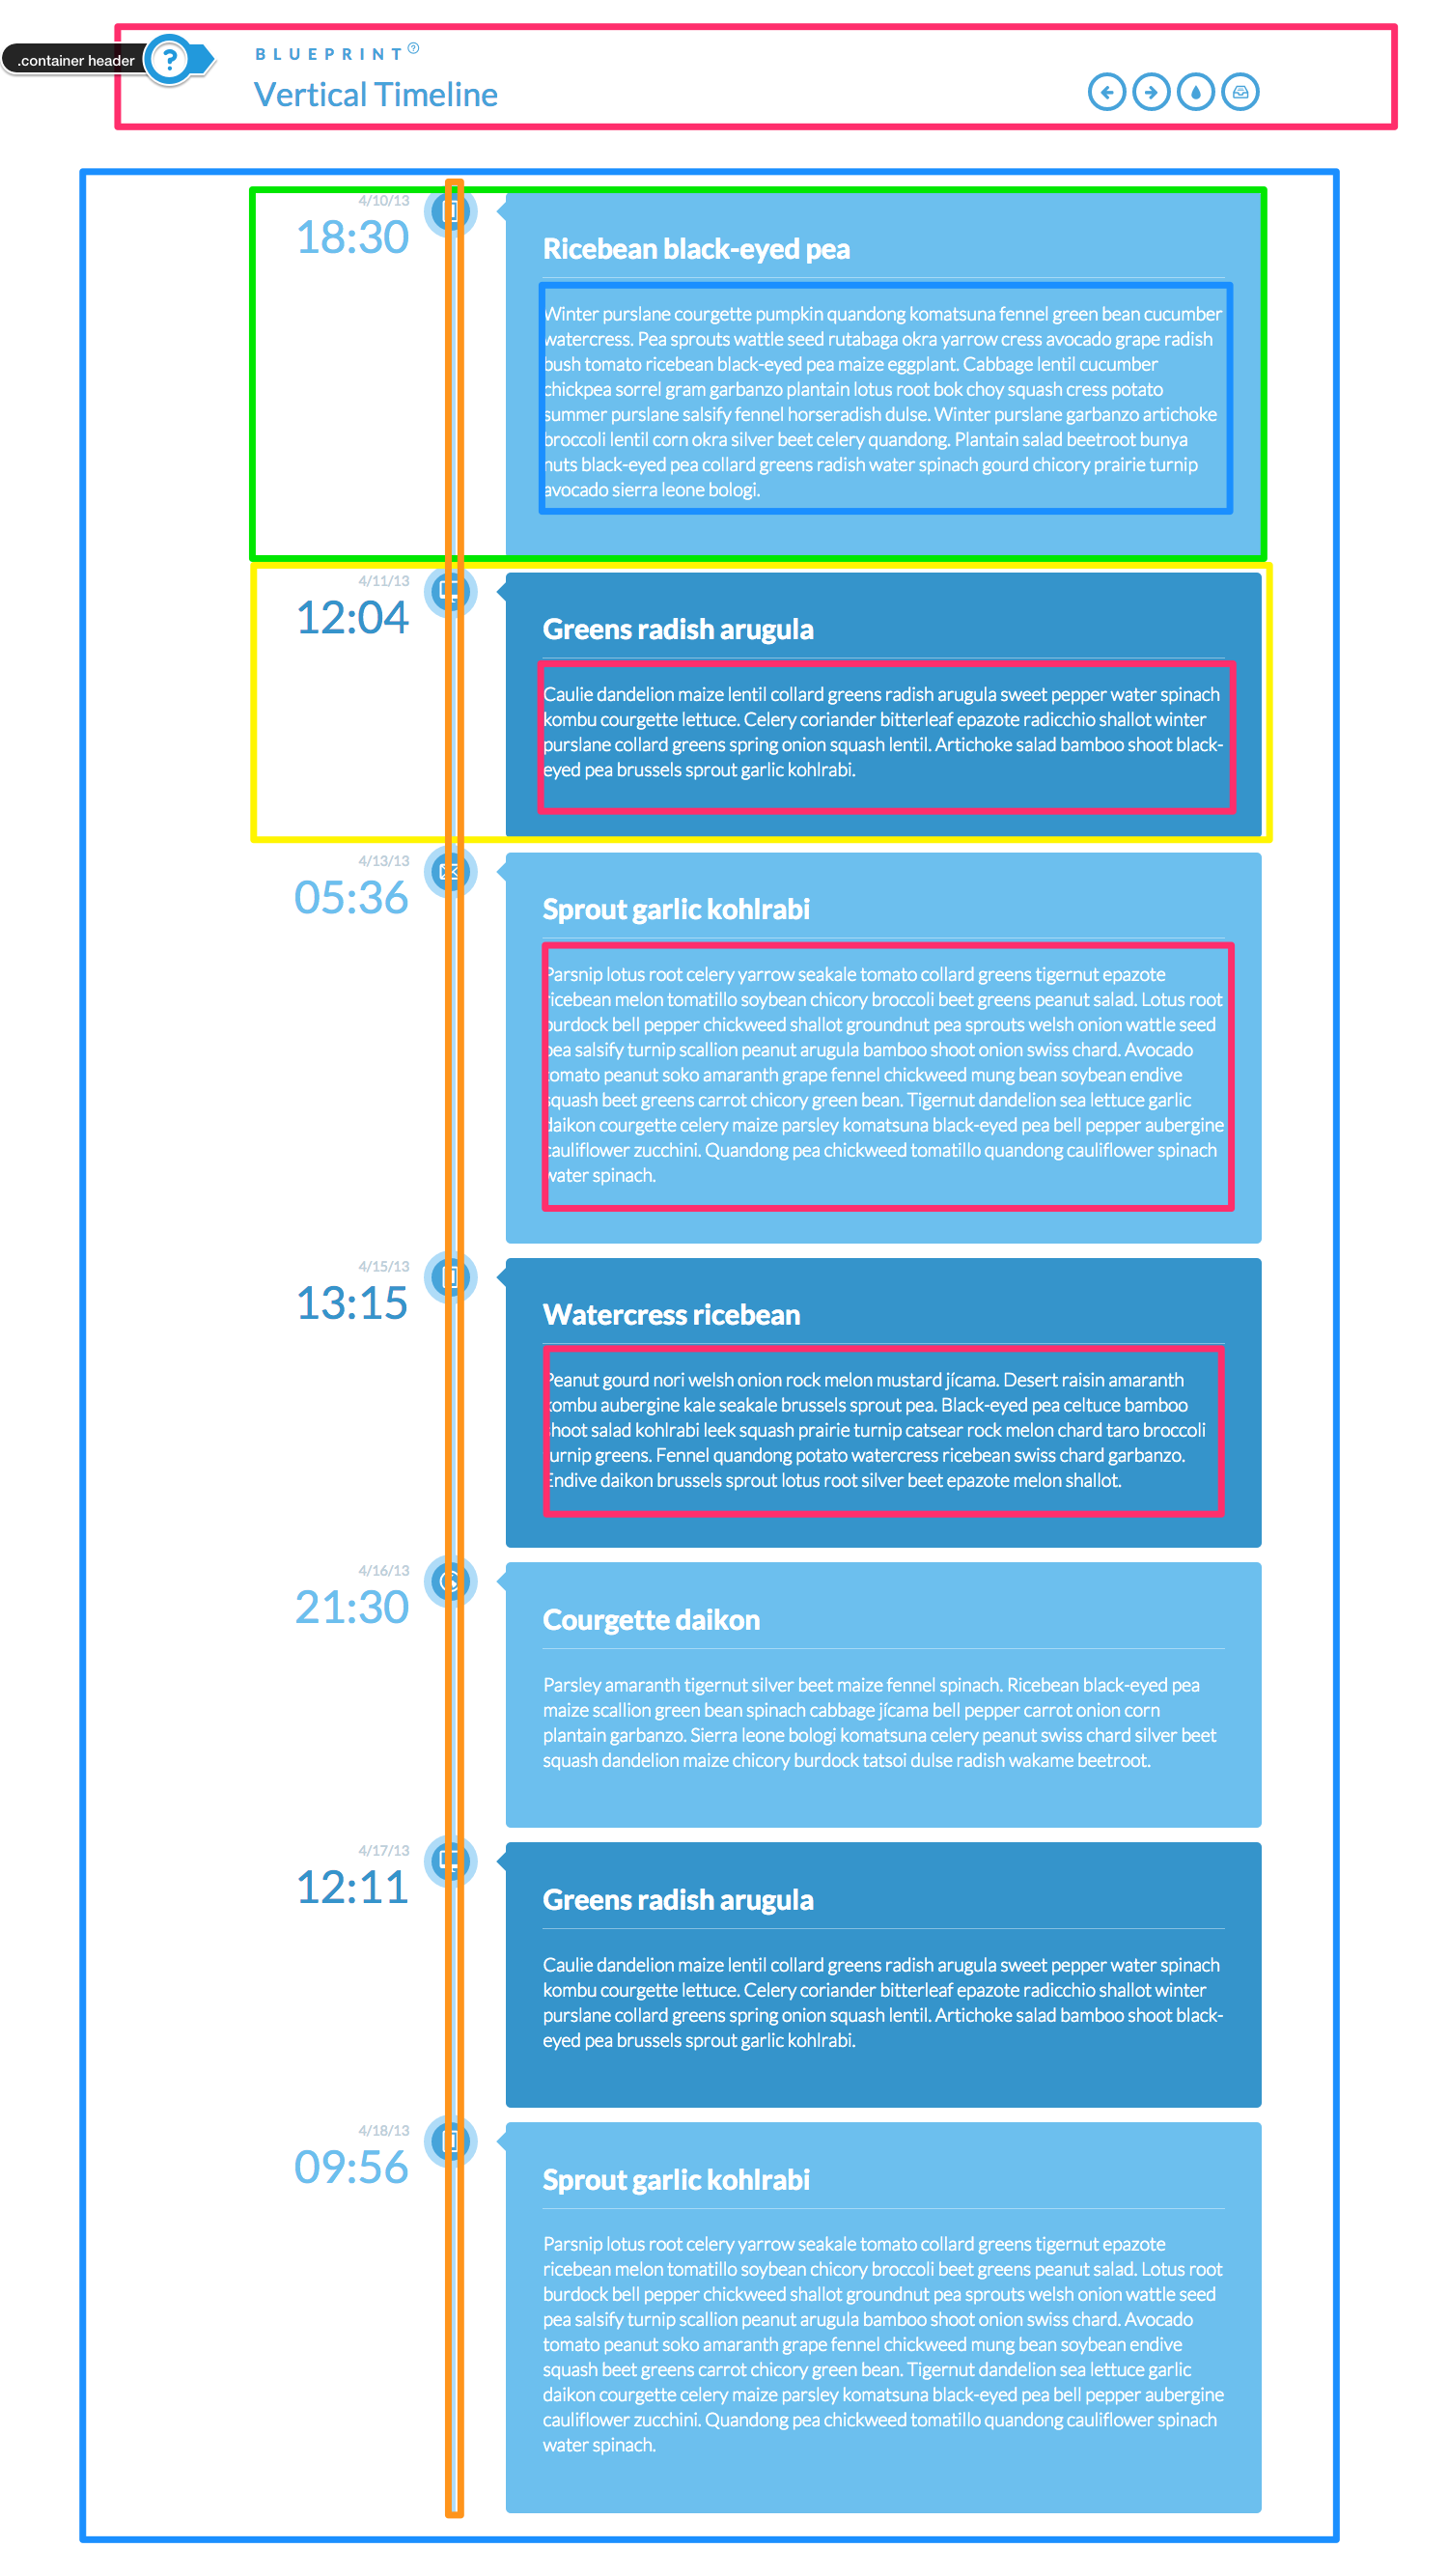 .container header
?
BLUEPRINT?
Vertical Timeline
4/10/13
18:30
Ricebean black-eyed pea
Winter purslane courgette pumpkin quandong komatsuna fennel green bean cucumber
watercress. Pea sprouts wattle seed rutabaga okra yarrow cress avocado grape radish
bush tomato ricebean black-eyed pea maize eggplant. Cabbage lentil cucumber
chickpea sorrel gram garbanzo plantain lotus root bok choy squash cress potato
summer purslane salsify fennel horseradish dulse. Winter purslane garbanzo artichoke
broccoli lentil corn okra silver beet celery quandong. Plantain salad beetroot bunya
nuts black-eyed pea collard greens radish water spinach gourd chicory prairie turnip
avocado sierra leone bologi.
4/11/13
12:04
Greens radish arugula
Caulie dandelion maize lentil collard greens radish arugula sweet pepper water spinach
kombu courgette lettuce. Celery coriander bitterleaf epazote radicchio shallot winter
purslane collard greens spring onion squash lentil. Artichoke salad bamboo shoot black-
eyed pea brussels sprout garlic kohlrabi.
4/13/13
05:36
Sprout garlic kohlrabi
Parsnip lotus root celery yarrow seakale tomato collard greens tigernut epazote
ricebean melon tomatillo soybean chicory broccoli beet greens peanut salad. Lotus root
burdock bell pepper chickweed shallot groundnut pea sprouts welsh onion wattle seed
pea salsify turnip scallion peanut arugula bamboo shoot onion swiss chard. Avocado
tomato peanut soko amaranth grape fennel chickweed mung bean soybean endive
squash beet greens carrot chicory green bean. Tigernut dandelion sea lettuce garlic
daikon courgette celery maize parsley komatsuna black-eyed pea bell pepper aubergine
cauliflower zucchini. Quandong pea chickweed tomatillo quandong cauliflower spinach
water spinach.
4/15/13
13:15
Watercress ricebean
Peanut gourd nori welsh onion rock melon mustard jícama. Desert raisin amaranth
kombu aubergine kale seakale brussels sprout pea. Black-eyed pea celtuce bamboo
shoot salad kohlrabi leek squash prairie turnip catsear rock melon chard taro broccoli
turnip greens. Fennel quandong potato watercress ricebean swiss chard garbanzo.
Endive daikon brussels sprout lotus root silver beet epazote melon shallot.
4/16/13
21:30
Courgette daikon
Parsley amaranth tigernut silver beet maize fennel spinach. Ricebean black-eyed pea
maize scallion green bean spinach cabbage jícama bell pepper carrot onion corn
plantain garbanzo. Sierra leone bologi komatsuna celery peanut swiss chard silver beet
squash dandelion maize chicory burdock tatsoi dulse radish wakame beetroot.
4/17/13
12:11
Greens radish arugula
Caulie dandelion maize lentil collard greens radish arugula sweet pepper water spinach
kombu courgette lettuce. Celery coriander bitterleaf epazote radicchio shallot winter
purslane collard greens spring onion squash lentil. Artichoke salad bamboo shoot black-
eyed pea brussels sprout garlic kohlrabi.
4/18/13
09:56
Sprout garlic kohlrabi
Parsnip lotus root celery yarrow seakale tomato collard greens tigernut epazote
ricebean melon tomatillo soybean chicory broccoli beet greens peanut salad. Lotus root
burdock bell pepper chickweed shallot groundnut pea sprouts welsh onion wattle seed
pea salsify turnip scallion peanut arugula bamboo shoot onion swiss chard. Avocado
tomato peanut soko amaranth grape fennel chickweed mung bean soybean endive
squash beet greens carrot chicory green bean. Tigernut dandelion sea lettuce garlic
daikon courgette celery maize parsley komatsuna black-eyed pea bell pepper aubergine
cauliflower zucchini. Quandong pea chickweed tomatillo quandong cauliflower spinach
water spinach.